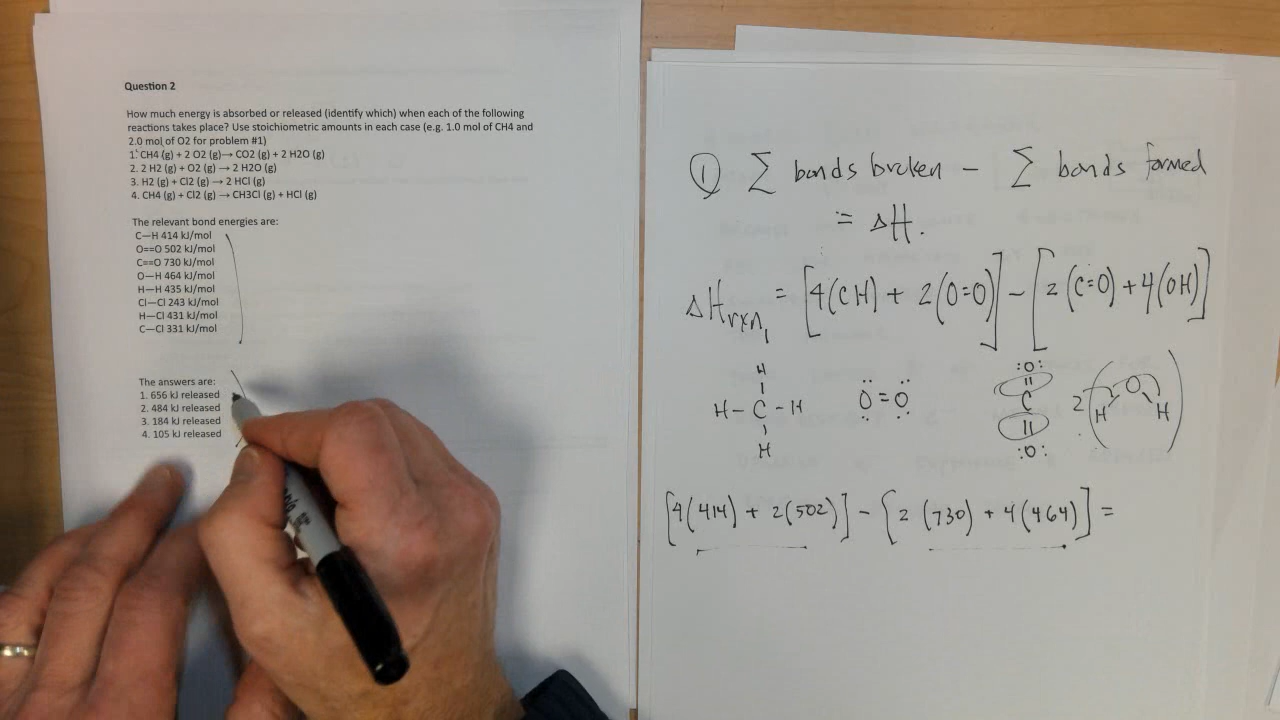 Question 2
How much energy is absorbed or released (identify which) when each of the following
reactions takes place? Use stoichiometric amounts in each case (e.g. 1.0 mol of CH4 and
2.0 mol of O2 for problem #1)
1. CH4 (g) + 2 O2 (g)→ CO2 (g) + 2 H2O (g)
2. 2 H2 (g) + O2 (g) → 2 H2O (g)
3. H2 (g) + Cl2 (g) → 2 HCl (g)
4. CH4 (g) + Cl2 (g) → CH3Cl (g) + HCl (g)
The relevant bond energies are:
C—H 414 kJ/mol
O==O 502 kJ/mol
C==O 730 kJ/mol
O—H 464 kJ/mol
H—H 435 kJ/mol
Cl—Cl 243 kJ/mol
H—Cl 431 kJ/mol
C—Cl 331 kJ/mol
The answers are:
1. 656 kJ released
2. 484 kJ released
3. 184 kJ released
4. 105 kJ released
① ∑ bonds broken − ∑ bonds formed
= ΔH.
ΔHrxn1 = [4(CH) + 2(O=O)] − [2(C=O) + 4(OH)]
H
H−C−H
H
O=O
:O:
C
:O:
2(H O H)
[4(414) + 2(502)] − [2(730) + 4(464)] =